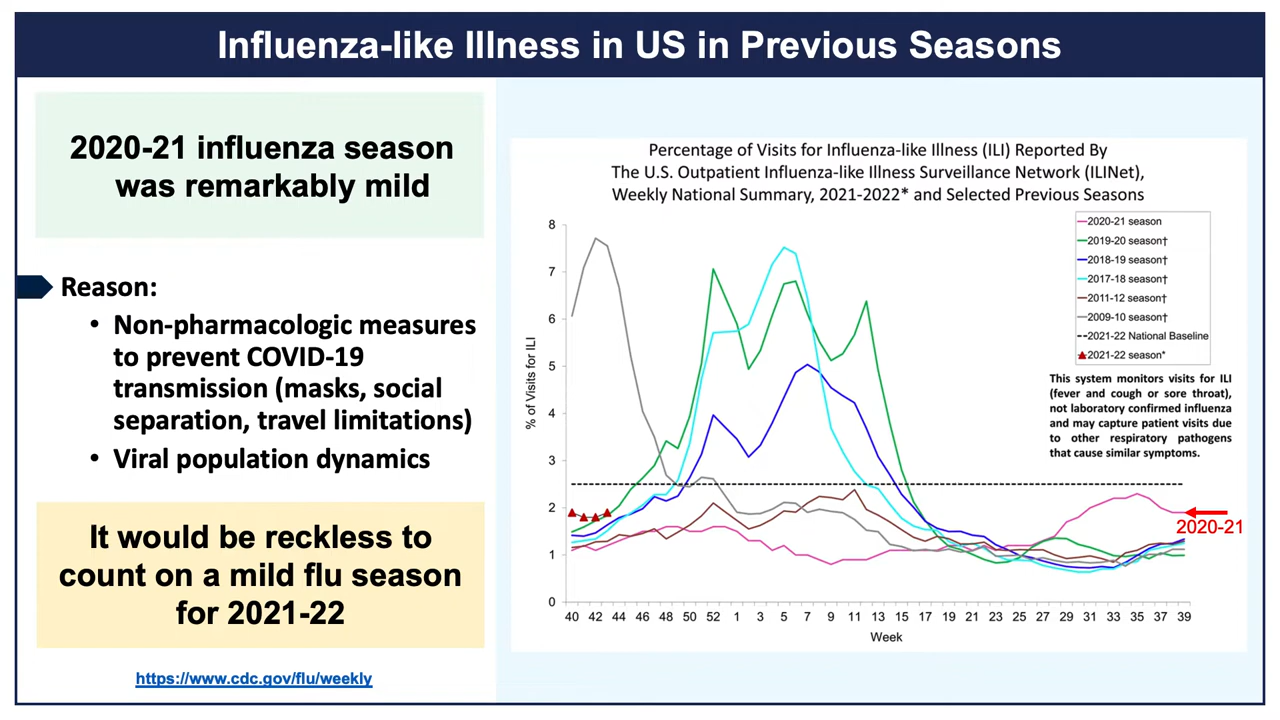 Influenza-like Illness in US in Previous Seasons
2020-21 influenza season
was remarkably mild
Reason:
• Non-pharmacologic measures
to prevent COVID-19
transmission (masks, social
separation, travel limitations)
• Viral population dynamics
It would be reckless to
count on a mild flu season
for 2021-22
https://www.cdc.gov/flu/weekly
Percentage of Visits for Influenza-like Illness (ILI) Reported By
The U.S. Outpatient Influenza-like Illness Surveillance Network (ILINet),
Weekly National Summary, 2021-2022* and Selected Previous Seasons
% of Visits for ILI
8
7
6
5
4
3
2
1
0
40 42 44 46 48 50 52 1 3 5 7 9 11 13 15 17 19 21 23 25 27 29 31 33 35 37 39
Week
2020-21 season
2019-20 season†
2018-19 season†
2017-18 season†
2011-12 season†
2009-10 season†
2021-22 National Baseline
2021-22 season*
This system monitors visits for ILI
(fever and cough or sore throat),
not laboratory confirmed influenza
and may capture patient visits due
to other respiratory pathogens
that cause similar symptoms.
2020-21